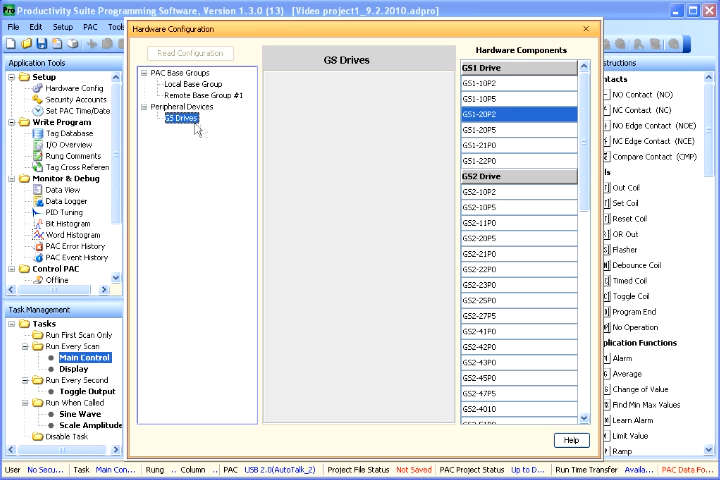 Productivity Suite Programming Software, Version 1.3.0 (13) [Video project1_9.2.2010.adpro]
File Edit Setup PAC Tools
Hardware Configuration
Application Tools
Setup
Hardware Config
Security Accounts
Set PAC Time/Date
Write Program
Tag Database
I/O Overview
Rung Comments
Tag Cross Referen
Monitor & Debug
Data View
Data Logger
PID Tuning
Bit Histogram
Word Histogram
PAC Error History
PAC Event History
Control PAC
Offline
Task Management
Tasks
Run First Scan Only
Run Every Scan
Main Control
Display
Run Every Second
Toggle Output
Run When Called
Sine Wave
Scale Amplitude
Disable Task
Read Configuration
PAC Base Groups
Local Base Group
Remote Base Group #1
Peripheral Devices
GS Drives
GS Drives
Hardware Components
GS1 Drive
GS1-10P2
GS1-10P5
GS1-20P2
GS1-20P5
GS1-21P0
GS1-22P0
GS2 Drive
GS2-10P2
GS2-10P5
GS2-11P0
GS2-20P5
GS2-21P0
GS2-22P0
GS2-23P0
GS2-25P0
GS2-27P5
GS2-41P0
GS2-42P0
GS2-43P0
GS2-45P0
GS2-47P5
GS2-4010
Help
structions
ntacts
NO Contact (NO)
NC Contact (NC)
NO Edge Contact (NOE)
NC Edge Contact (NCE)
Compare Contact (CMP)
ls
Out Coil
Set Coil
Reset Coil
OR Out
Flasher
Debounce Coil
Timed Coil
Toggle Coil
Program End
No Operation
plication Functions
Alarm
Average
Change of Value
Find Min Max Values
Learn Alarm
Limit Value
Ramp
User No Secu... Task Main Con... Rung .. Column .. PAC USB 2.0(AutoTalk_2) Project File Status Not Saved PAC Project Status Up to D... Run Time Transfer Availa... PAC Data Fo...